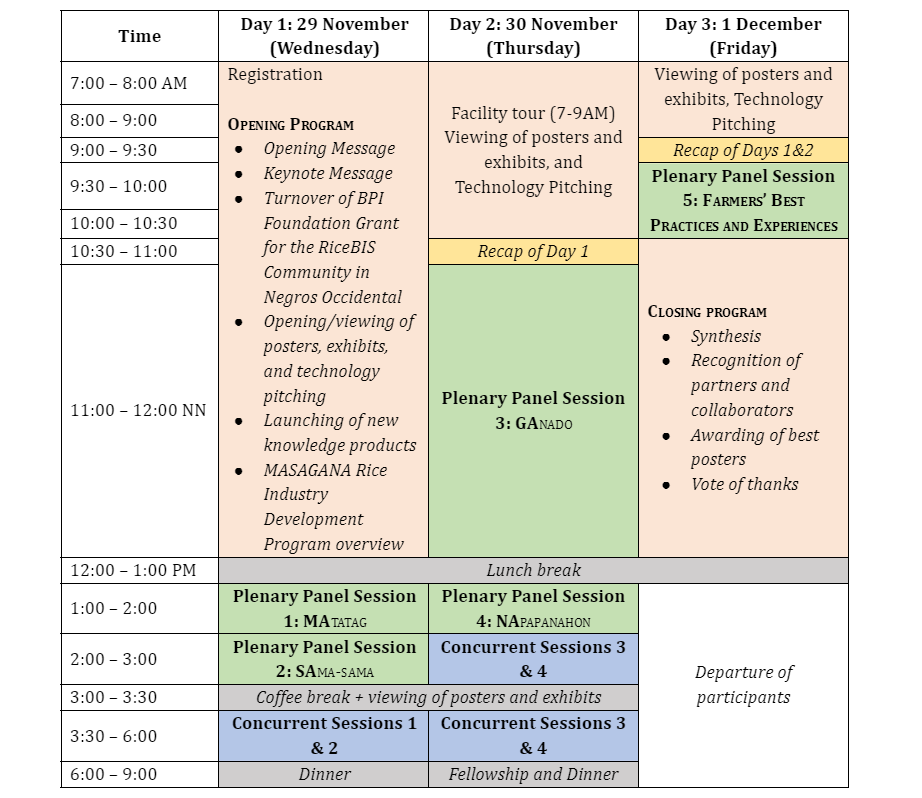 Time
Day 1: 29 November
(Wednesday)
Day 2: 30 November
(Thursday)
Day 3: 1 December
(Friday)
7:00 – 8:00 AM
8:00 – 9:00
9:00 – 9:30
9:30 – 10:00
10:00 – 10:30
10:30 – 11:00
11:00 – 12:00 NN
Registration
OPENING PROGRAM
● Opening Message
● Keynote Message
● Turnover of BPI
Foundation Grant
for the RiceBIS
Community in
Negros Occidental
● Opening/viewing of
posters, exhibits,
and technology
pitching
● Launching of new
knowledge products
● MASAGANA Rice
Industry
Development
Program overview
Facility tour (7-9AM)
Viewing of posters and
exhibits, and
Technology Pitching
Recap of Day 1
Plenary Panel Session
3: GANADO
Viewing of posters and
exhibits, Technology
Pitching
Recap of Days 1&2
Plenary Panel Session
5: FARMERS’ BEST
PRACTICES AND EXPERIENCES
CLOSING PROGRAM
● Synthesis
● Recognition of
partners and
collaborators
● Awarding of best
posters
● Vote of thanks
12:00 – 1:00 PM
Lunch break
1:00 – 2:00
Plenary Panel Session
1: MATATAG
Plenary Panel Session
4: NAPAPANAHON
2:00 – 3:00
Plenary Panel Session
2: SAMA-SAMA
Concurrent Sessions 3
& 4
Departure of
participants
3:00 – 3:30
Coffee break + viewing of posters and exhibits
3:30 – 6:00
Concurrent Sessions 1
& 2
Concurrent Sessions 3
& 4
6:00 – 9:00
Dinner
Fellowship and Dinner